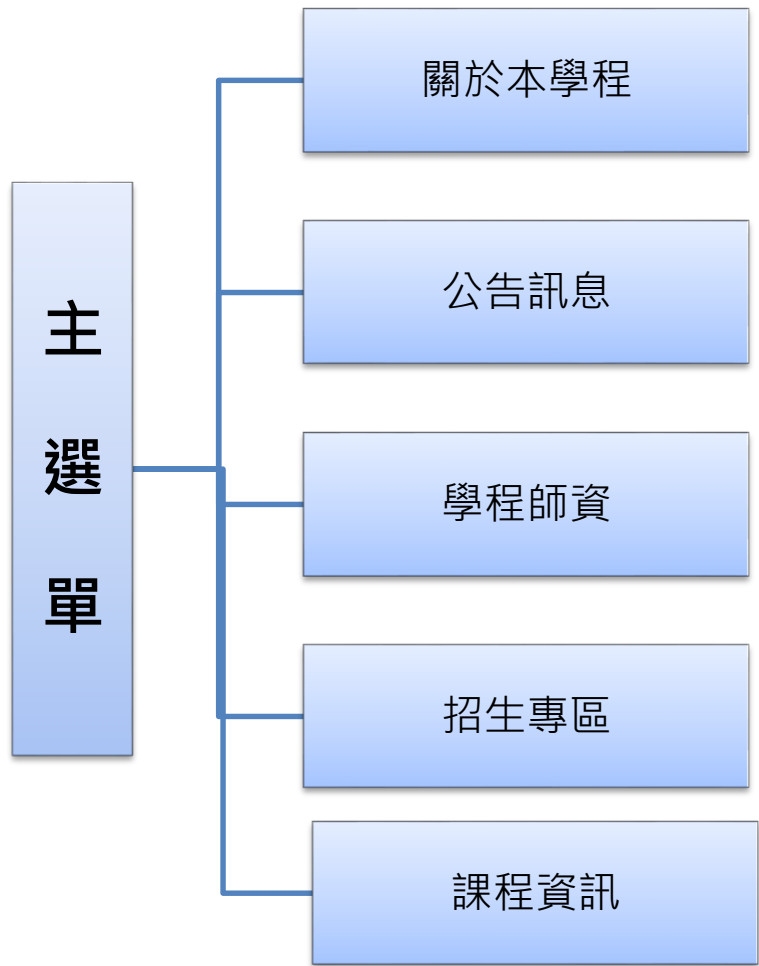 主選單
關於本學程
公告訊息
學程師資
招生專區
課程資訊